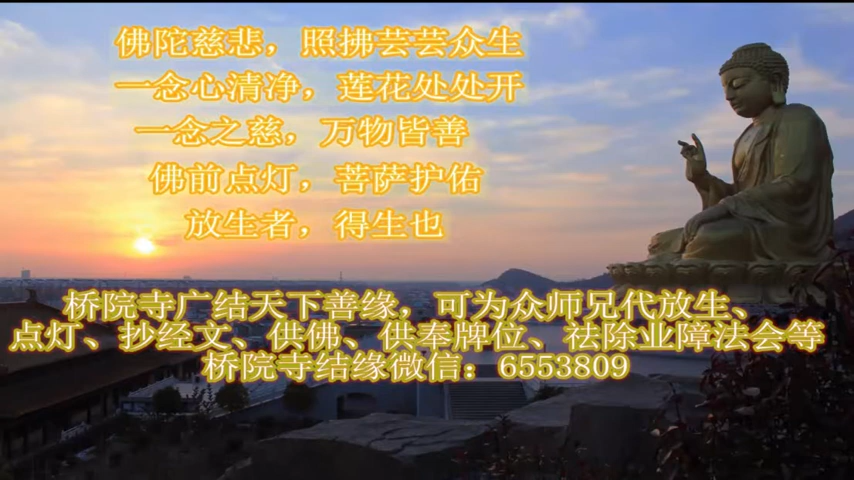 佛陀慈悲，照拂芸芸众生
一念心清净，莲花处处开
一念之慈，万物皆善
佛前点灯，菩萨护佑
放生者，得生也
桥院寺广结天下善缘，可为众师兄代放生、
点灯、抄经文、供佛、供奉牌位、祛除业障法会等
桥院寺结缘微信：6553809